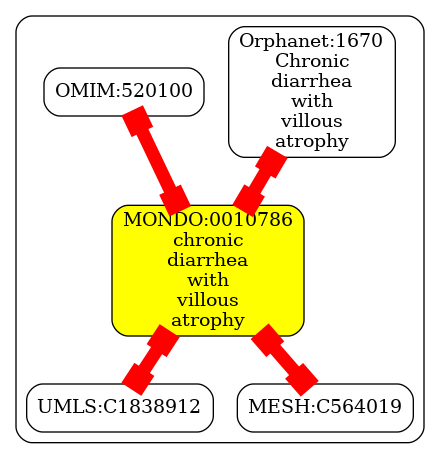 OMIM:520100
Orphanet:1670
Chronic
diarrhea
with
villous
atrophy
MONDO:0010786
chronic
diarrhea
with
villous
atrophy
UMLS:C1838912
MESH:C564019